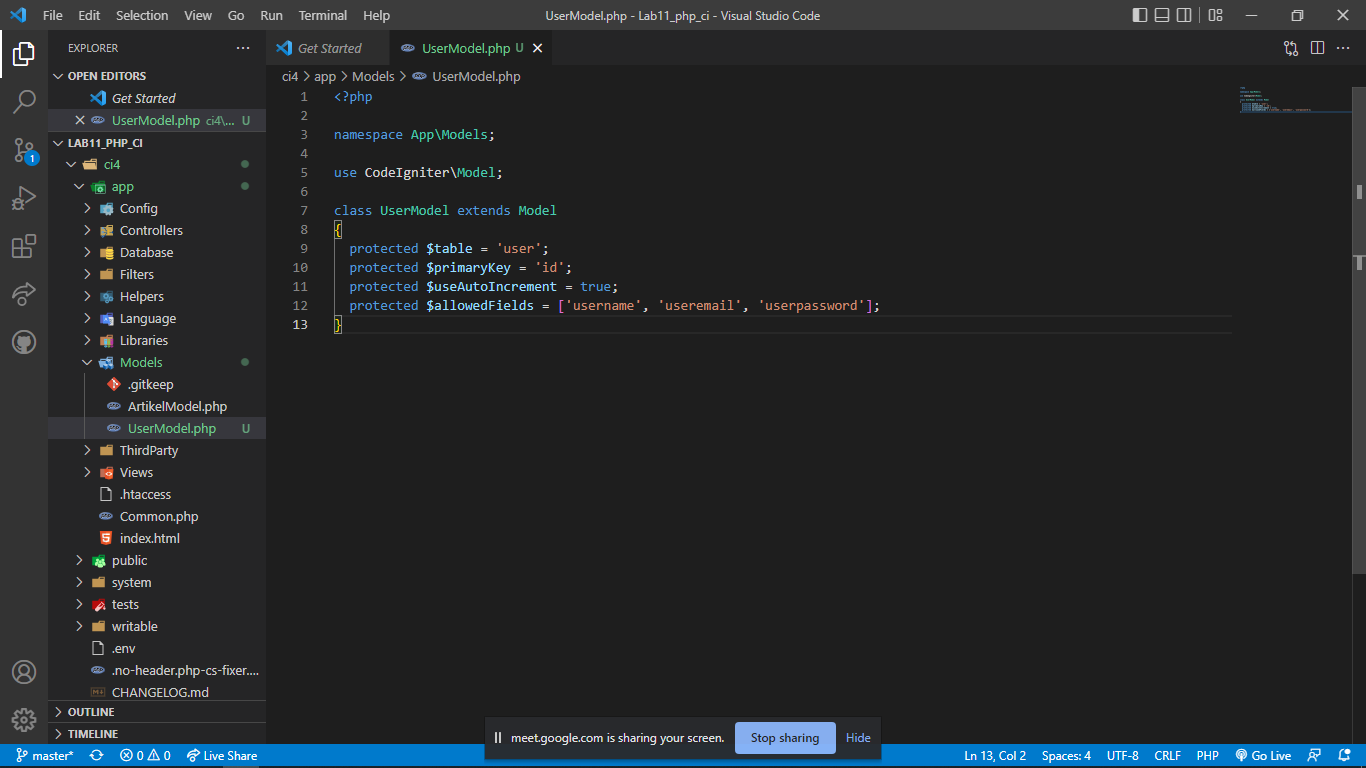 File Edit Selection View Go Run Terminal Help UserModel.php - Lab11_php_ci - Visual Studio Code
EXPLORER
OPEN EDITORS
Get Started
UserModel.php ci4\... U
LAB11_PHP_CI
ci4
app
Config
Controllers
Database
Filters
Helpers
Language
Libraries
Models
.gitkeep
ArtikelModel.php
UserModel.php U
ThirdParty
Views
.htaccess
Common.php
index.html
public
system
tests
writable
.env
.no-header.php-cs-fixer....
CHANGELOG.md
OUTLINE
TIMELINE
1
Get Started UserModel.php U
ci4 > app > Models > UserModel.php
1 <?php
2
3 namespace App\Models;
4
5 use CodeIgniter\Model;
6
7 class UserModel extends Model
8 {
9 protected $table = 'user';
10 protected $primaryKey = 'id';
11 protected $useAutoIncrement = true;
12 protected $allowedFields = ['username', 'useremail', 'userpassword'];
13 }
meet.google.com is sharing your screen. Stop sharing Hide
master* 0 0 Live Share Ln 13, Col 2 Spaces: 4 UTF-8 CRLF PHP Go Live